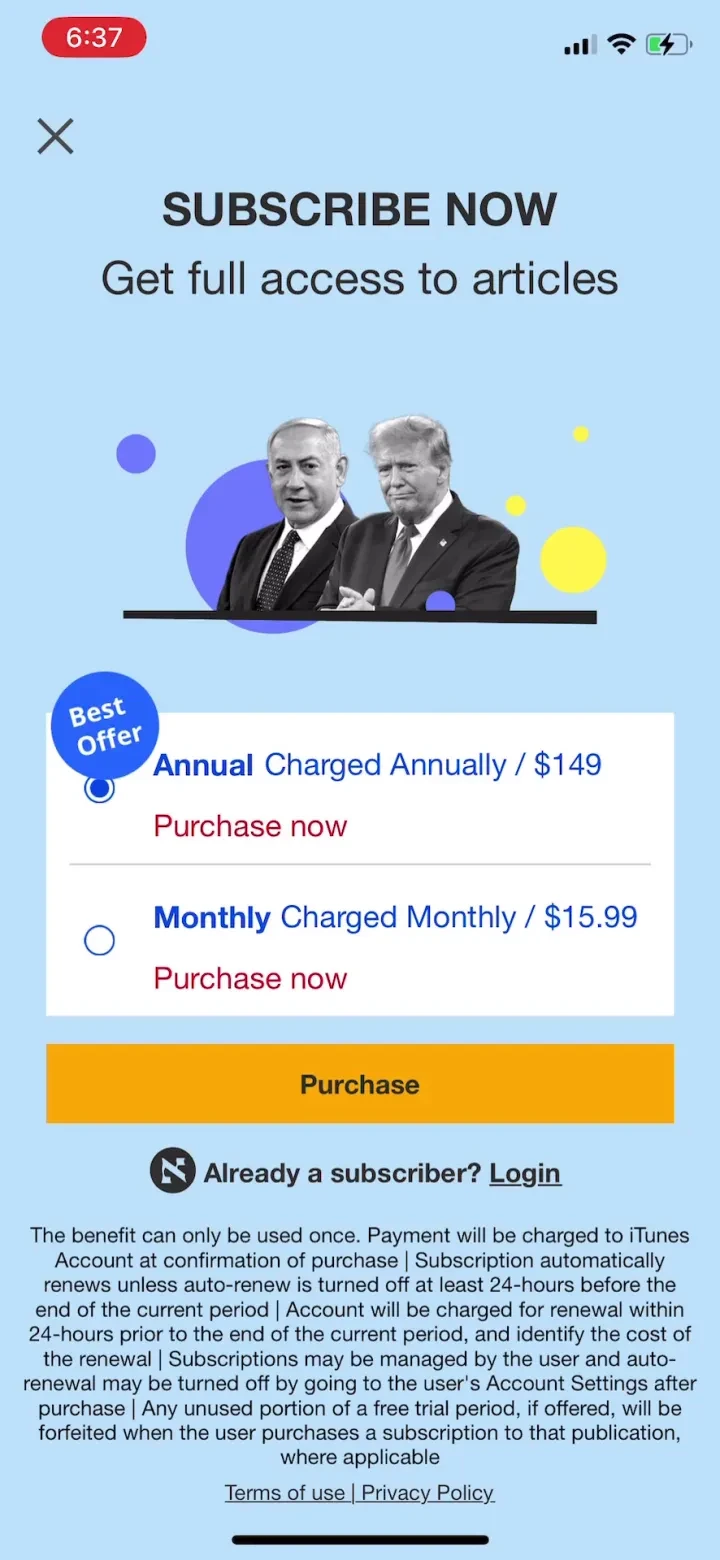 6:37
SUBSCRIBE NOW
Get full access to articles
Best
Offer
Annual Charged Annually / $149
Purchase now
Monthly Charged Monthly / $15.99
Purchase now
Purchase
Already a subscriber? Login
The benefit can only be used once. Payment will be charged to iTunes
Account at confirmation of purchase | Subscription automatically
renews unless auto-renew is turned off at least 24-hours before the
end of the current period | Account will be charged for renewal within
24-hours prior to the end of the current period, and identify the cost of
the renewal | Subscriptions may be managed by the user and auto-
renewal may be turned off by going to the user's Account Settings after
purchase | Any unused portion of a free trial period, if offered, will be
forfeited when the user purchases a subscription to that publication,
where applicable
Terms of use | Privacy Policy